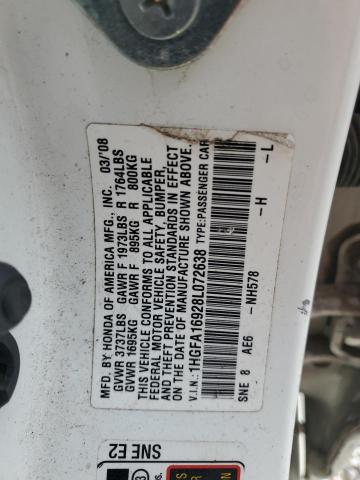 MFD. BY HONDA OF AMERICA MFG., INC. 03/'08
GVWR 3737LBS GAWR F 1973LBS R 1764LBS
GVWR 1695KG GAWR F 895KG R 800KG
THIS VEHICLE CONFORMS TO ALL APPLICABLE
FEDERAL MOTOR VEHICLE SAFETY, BUMPER,
AND THEFT PREVENTION STANDARDS IN EFFECT
ON THE DATE OF MANUFACTURE SHOWN ABOVE.
V.I.N.: 1HGFA16928L072638 TYPE:PASSENGER CAR
SNE 8 AE6 -NH578 -H -L
SNE E2